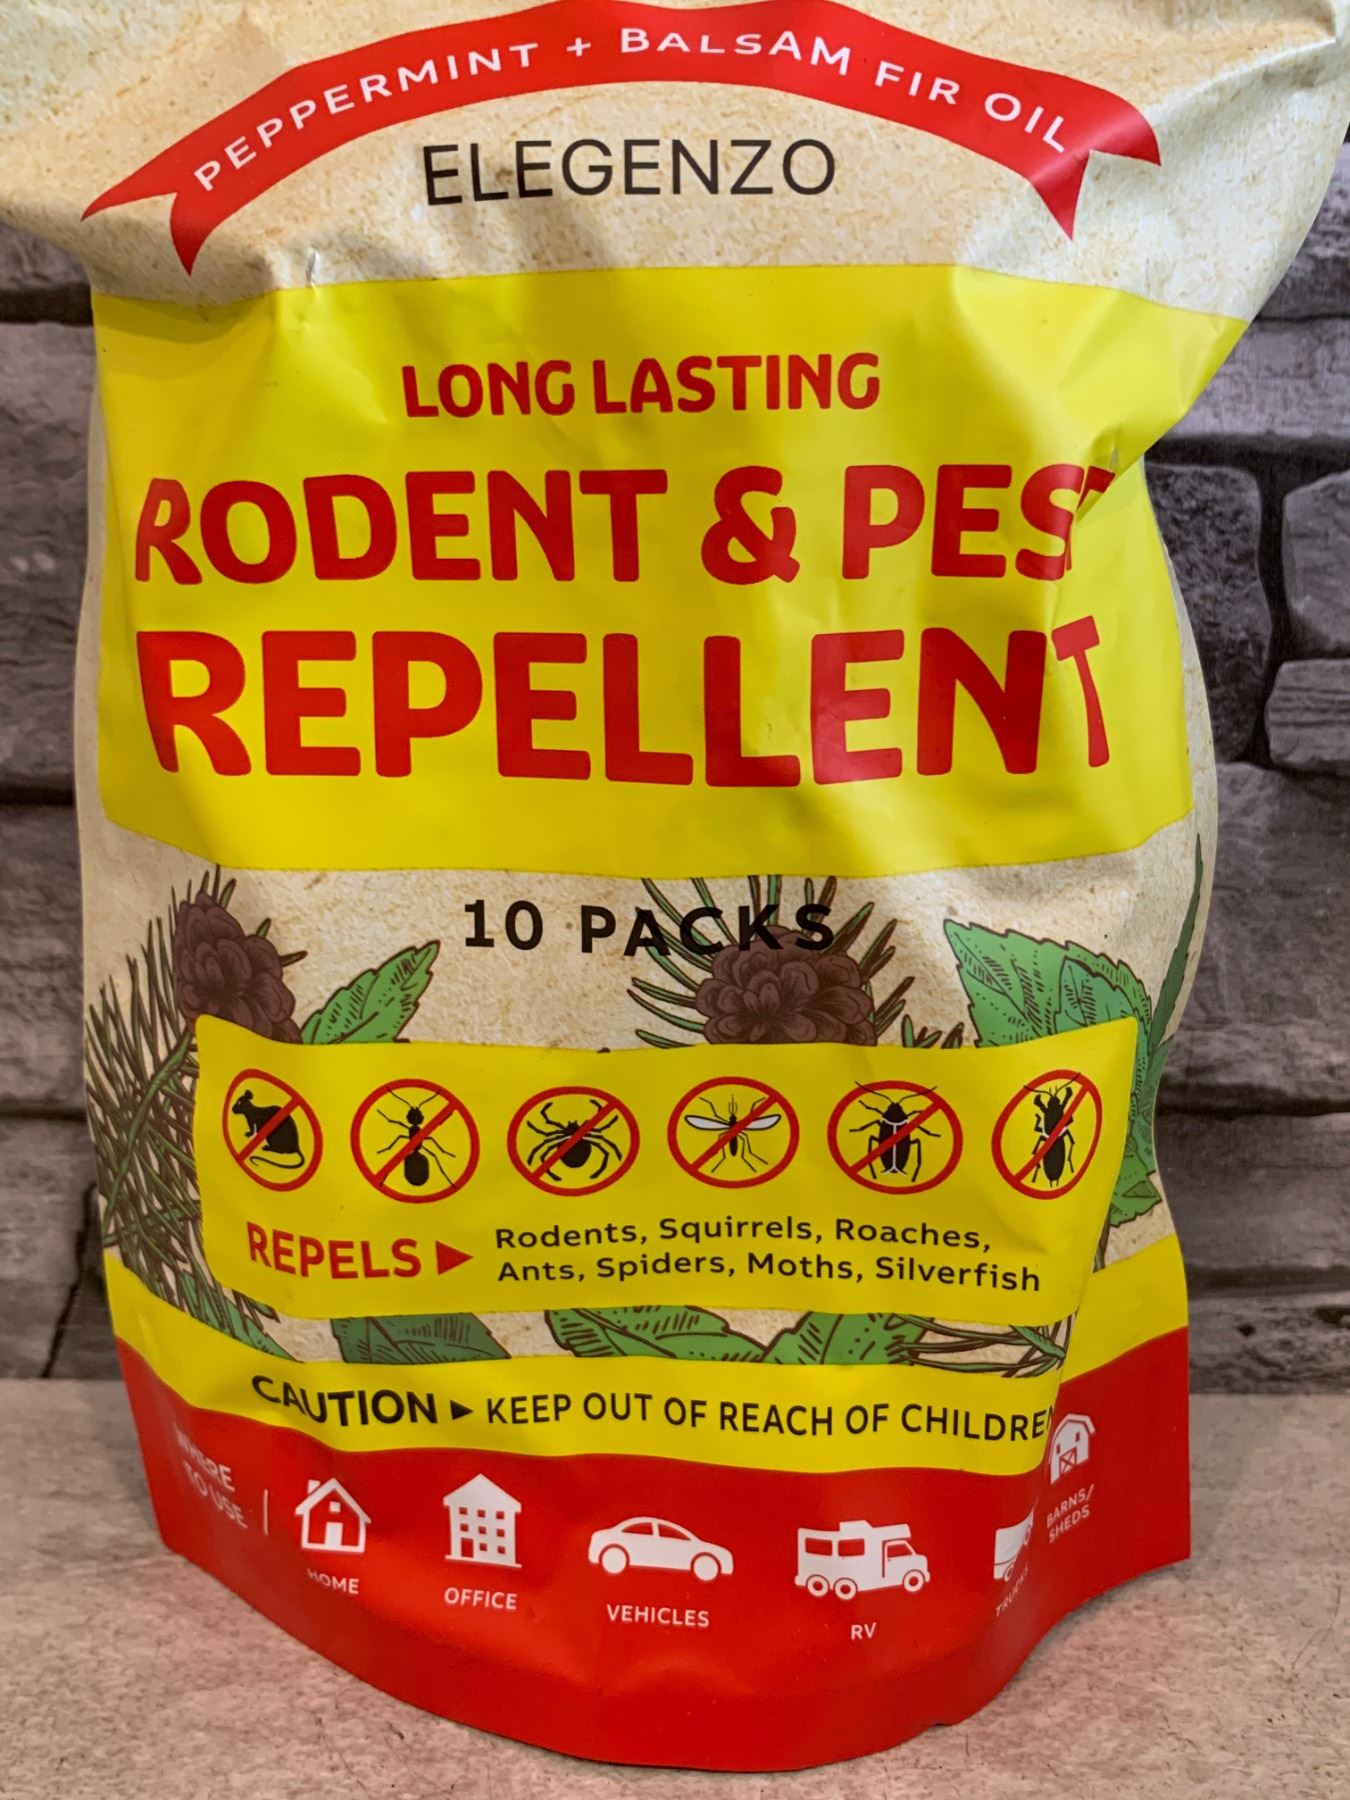 PEPPERMINT + BALSAM FIR OIL
ELEGENZO
LONG LASTING
RODENT & PEST
REPELLENT
10 PACKS
REPELS ▶ Rodents, Squirrels, Roaches,
Ants, Spiders, Moths, Silverfish
CAUTION ▶ KEEP OUT OF REACH OF CHILDREN
WHERE
TO USE
HOME
OFFICE
VEHICLES
RV
TRUCKS
BARNS/
SHEDS